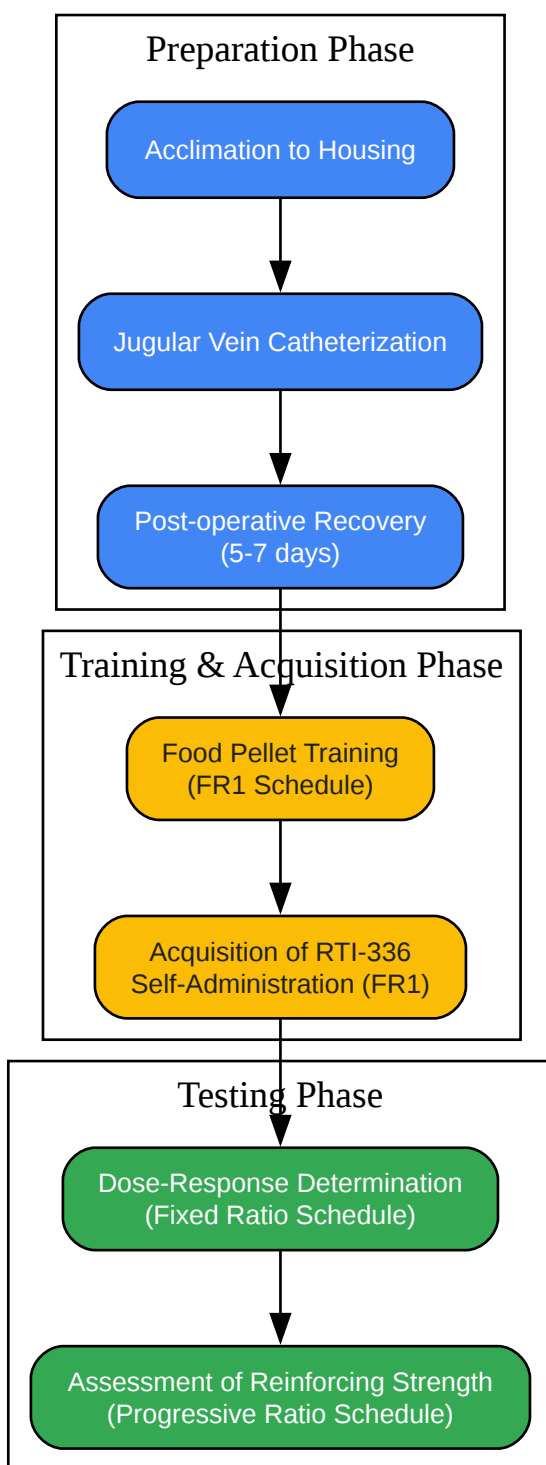 Preparation Phase
Acclimation to Housing
Jugular Vein Catheterization
Post-operative Recovery
(5-7 days)
Training & Acquisition Phase
Food Pellet Training
(FR1 Schedule)
Acquisition of RTI-336
Self-Administration (FR1)
Testing Phase
Dose-Response Determination
(Fixed Ratio Schedule)
Assessment of Reinforcing Strength
(Progressive Ratio Schedule)